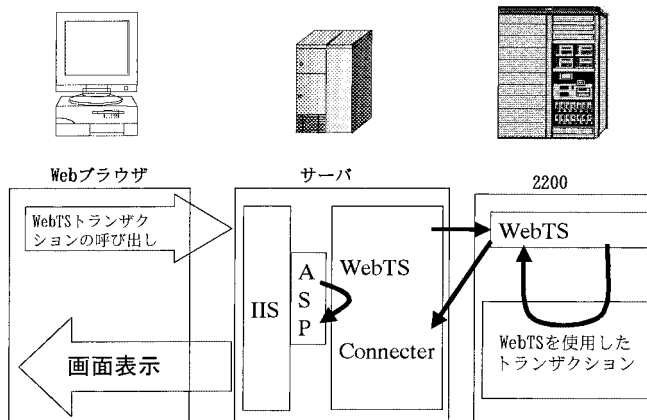 Webブラウザ
サーバ
2200
WebTSトランザク
ションの呼び出し
画面表示
IIS
A
S
P
WebTS
Connecter
WebTS
WebTSを使用した
トランザクション